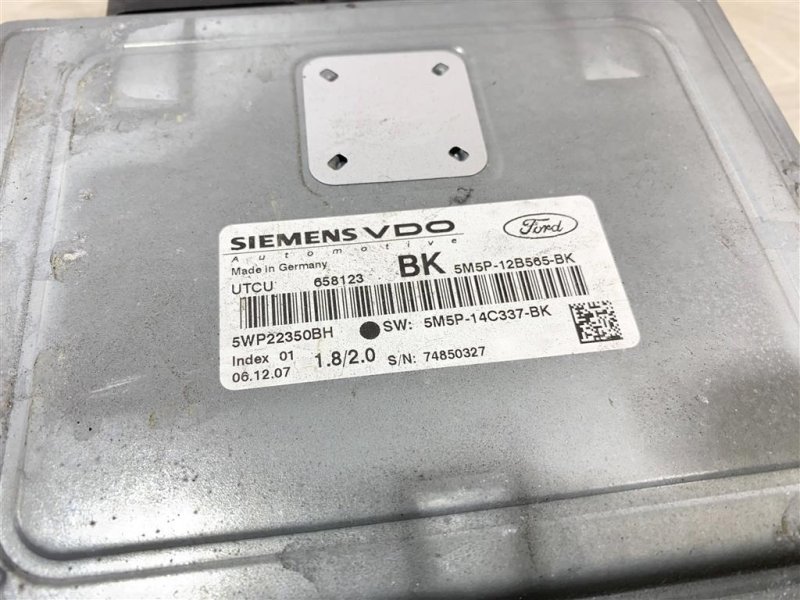 SIEMENS VDO
Automotive
Ford
Made in Germany
BK 5M5P-12B565-BK
UTCU 658123
5WP22350BH SW: 5M5P-14C337-BK
Index 01 1.8/2.0 S/N: 74850327
06.12.07